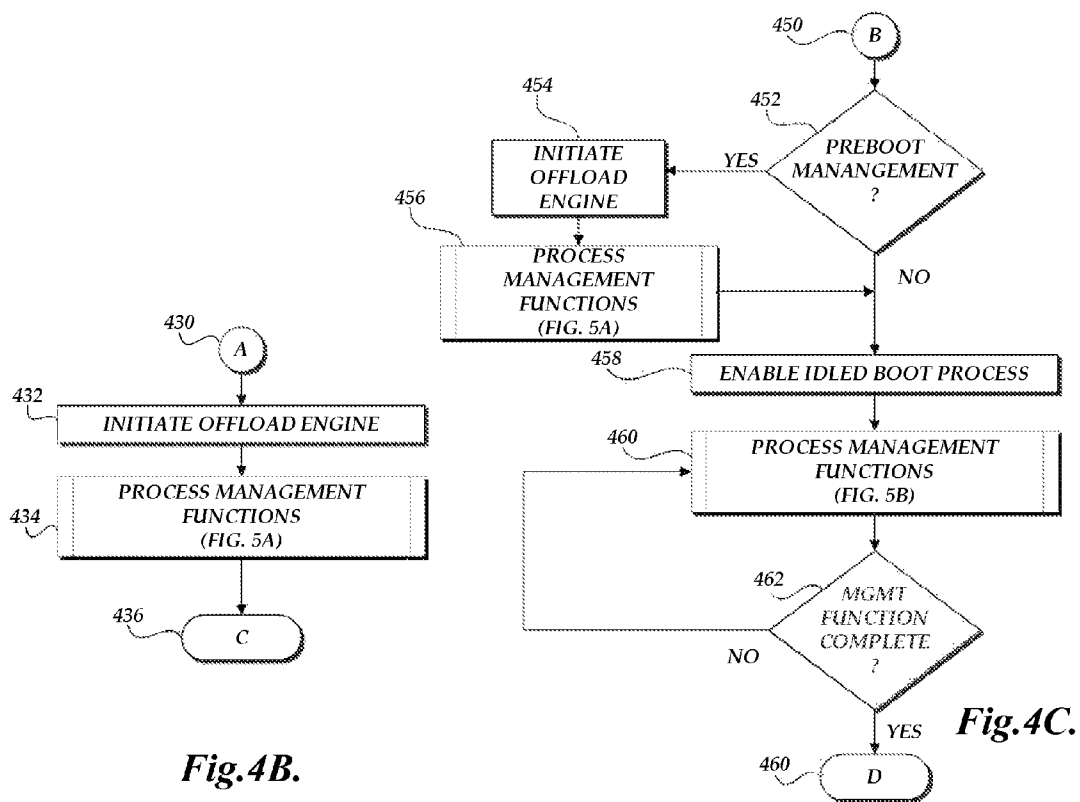 430
A
432
INITIATE OFFLOAD ENGINE
434
PROCESS MANAGEMENT
FUNCTIONS
(FIG. 5A)
436
C
Fig.4B.
450
B
452
PREBOOT
MANANGEMENT
?
YES
NO
454
INITIATE
OFFLOAD
ENGINE
456
PROCESS
MANAGEMENT
FUNCTIONS
(FIG. 5A)
458
ENABLE IDLED BOOT PROCESS
460
PROCESS MANAGEMENT
FUNCTIONS
(FIG. 5B)
462
MGMT
FUNCTION
COMPLETE
?
NO
YES
460
D
Fig.4C.